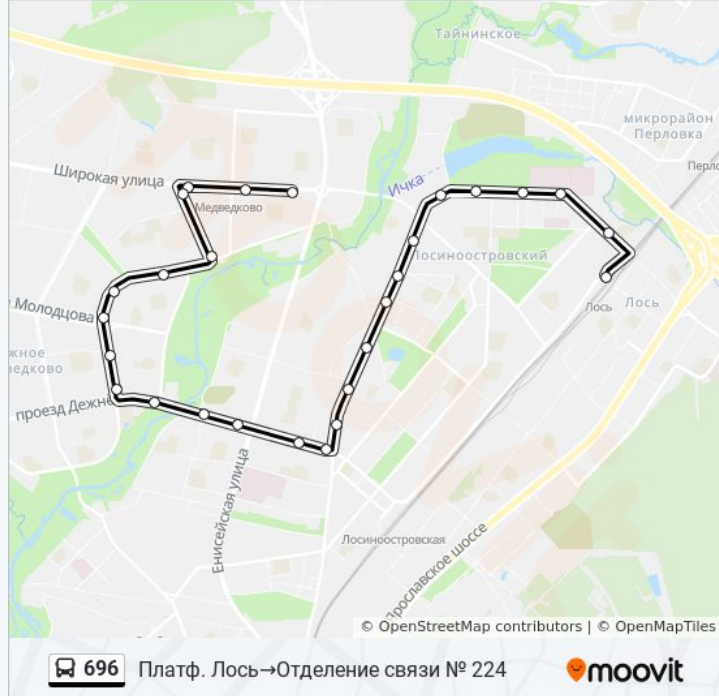 Тайнинское
микрорайон
Перловка
Перло
Широкая улица
Ичка
Медведково
Лосиноостровский
Молодцова
Лось
Лось
жное
ведково
проезд Дежне
Енисейская улица
Лосиноостровская
Ярославское шоссе
© OpenStreetMap contributors | © OpenMapTiles
696 Платф. Лось→Отделение связи № 224
moovit